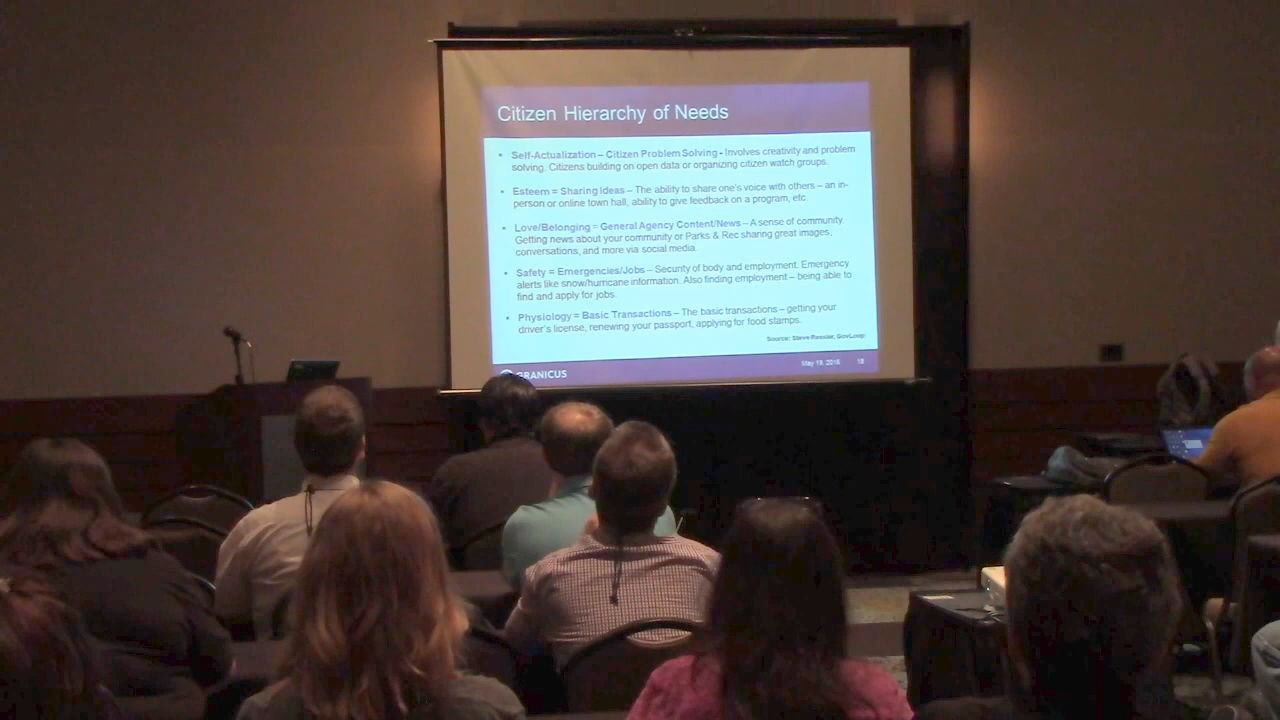 Citizen Hierarchy of Needs
• Self-Actualization – Citizen Problem Solving - Involves creativity and problem
solving. Citizens building on open data or organizing citizen watch groups.
• Esteem = Sharing Ideas – The ability to share one's voice with others – an in-
person or online town hall, ability to give feedback on a program, etc.
• Love/Belonging = General Agency Content/News – A sense of community.
Getting news about your community or Parks & Rec sharing great images,
conversations, and more via social media.
• Safety = Emergencies/Jobs – Security of body and employment. Emergency
alerts like snow/hurricane information. Also finding employment – being able to
find and apply for jobs.
• Physiology = Basic Transactions – The basic transactions – getting your
driver's license, renewing your passport, applying for food stamps.
Source: Steve Ressler, GovLoop
GRANICUS
May 19, 2016 18